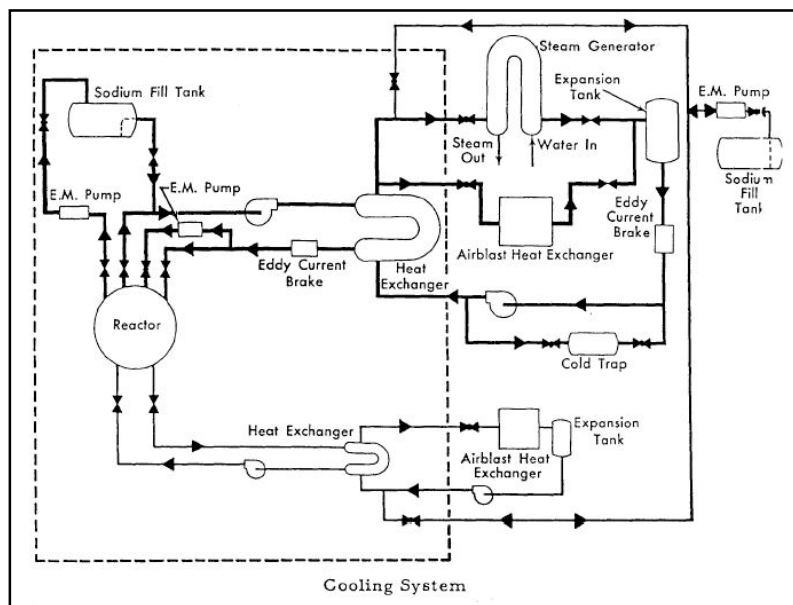 Steam Generator
Sodium Fill Tank
Expansion
Tank
E.M. Pump
Steam
Out
Water In
E.M. Pump
E.M. Pump
Sodium
Fill
Tank
Eddy
Current
Brake
Airblast Heat Exchanger
Eddy Current
Brake
Heat
Exchanger
Reactor
Cold Trap
Heat Exchanger
Expansion
Tank
Airblast Heat
Exchanger
Cooling System